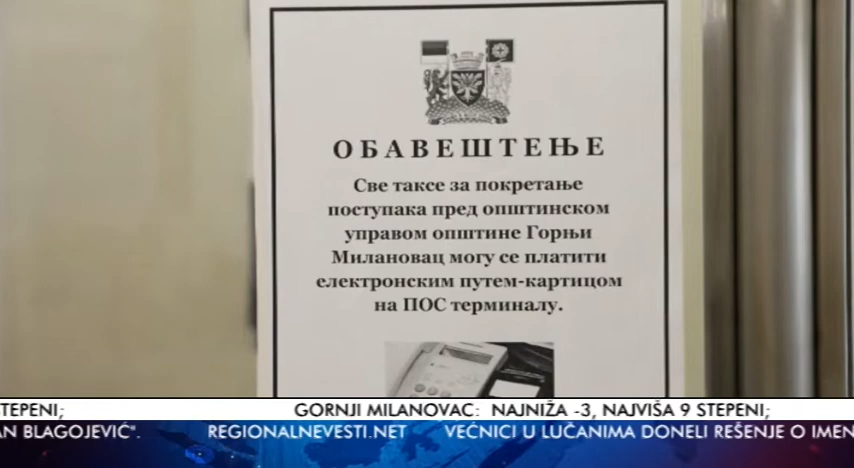 ОБАВЕШТЕЊЕ
Све таксе за покретање
поступака пред општинском
управом општине Горњи
Милановац могу се платити
електронским путем-картицом
на ПОС терминалу.
STEPENI; GORNJI MILANOVAC: NAJNIŽA -3, NAJVIŠA 9 STEPENI;
AN BLAGOJEVIĆ". REGIONALNEVESTI.NET VEĆNICI U LUČANIMA DONELI REŠENJE O IMEN